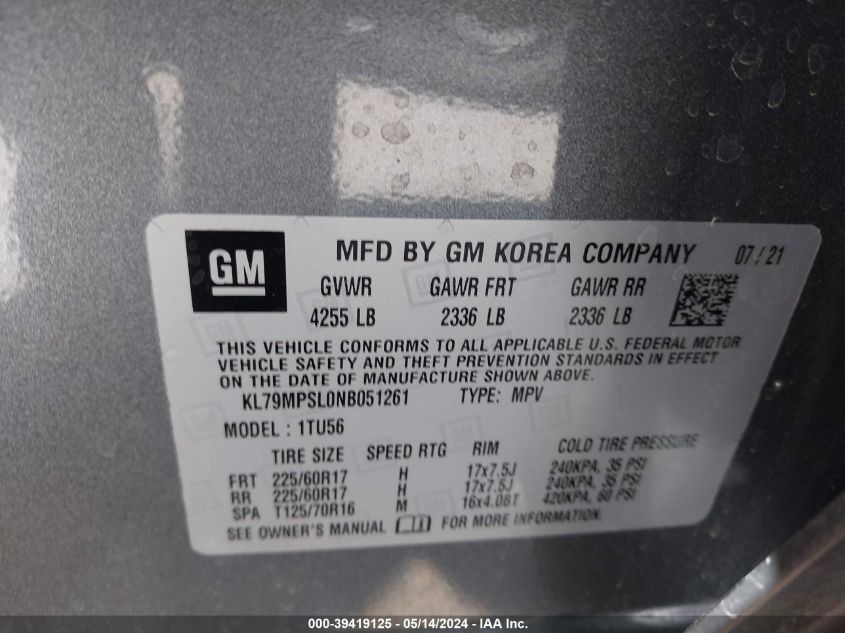 GM
MFD BY GM KOREA COMPANY 07/21
GVWR GAWR FRT GAWR RR
4255 LB 2336 LB 2336 LB
THIS VEHICLE CONFORMS TO ALL APPLICABLE U.S. FEDERAL MOTOR
VEHICLE SAFETY AND THEFT PREVENTION STANDARDS IN EFFECT
ON THE DATE OF MANUFACTURE SHOWN ABOVE.
KL79MPSL0NB051261 TYPE: MPV
MODEL : 1TU56
TIRE SIZE SPEED RTG RIM COLD TIRE PRESSURE
FRT 225/60R17 H 17x7.5J 240KPA, 35 PSI
RR 225/60R17 H 17x7.5J 240KPA, 35 PSI
SPA T125/70R16 M 16x4.0BT 420KPA, 60 PSI
SEE OWNER'S MANUAL FOR MORE INFORMATION.
000-39419125 - 05/14/2024 - IAA Inc.